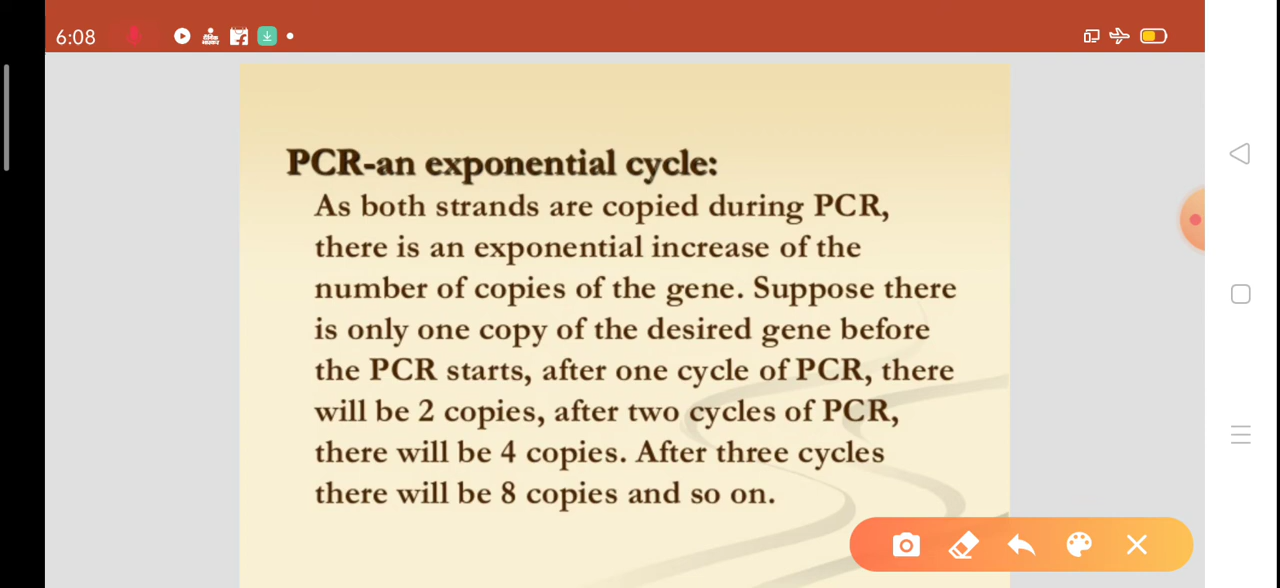 6:08
PCR-an exponential cycle:
As both strands are copied during PCR,
there is an exponential increase of the
number of copies of the gene. Suppose there
is only one copy of the desired gene before
the PCR starts, after one cycle of PCR, there
will be 2 copies, after two cycles of PCR,
there will be 4 copies. After three cycles
there will be 8 copies and so on.